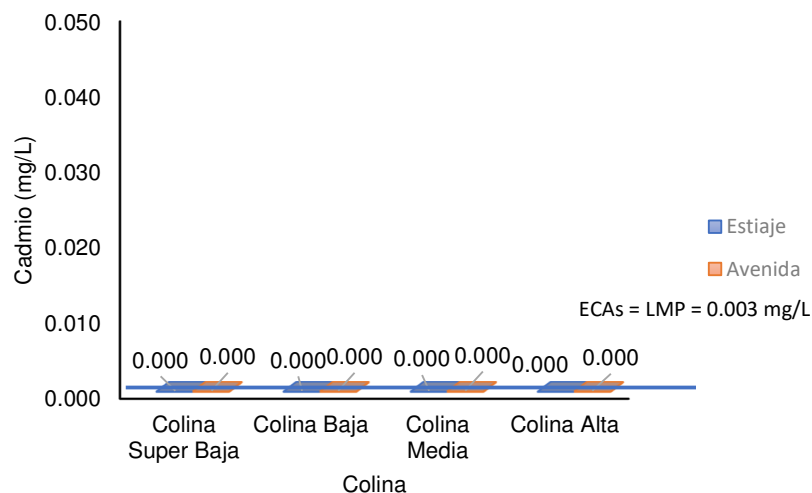 0.050
0.040
0.030
0.020
0.010
0.000
Cadmio (mg/L)
Estiaje
Avenida
ECAs = LMP = 0.003 mg/L
0.000
0.000
0.000
0.000
0.000
0.000
0.000
0.000
Colina
Super Baja
Colina Baja
Colina
Media
Colina Alta
Colina